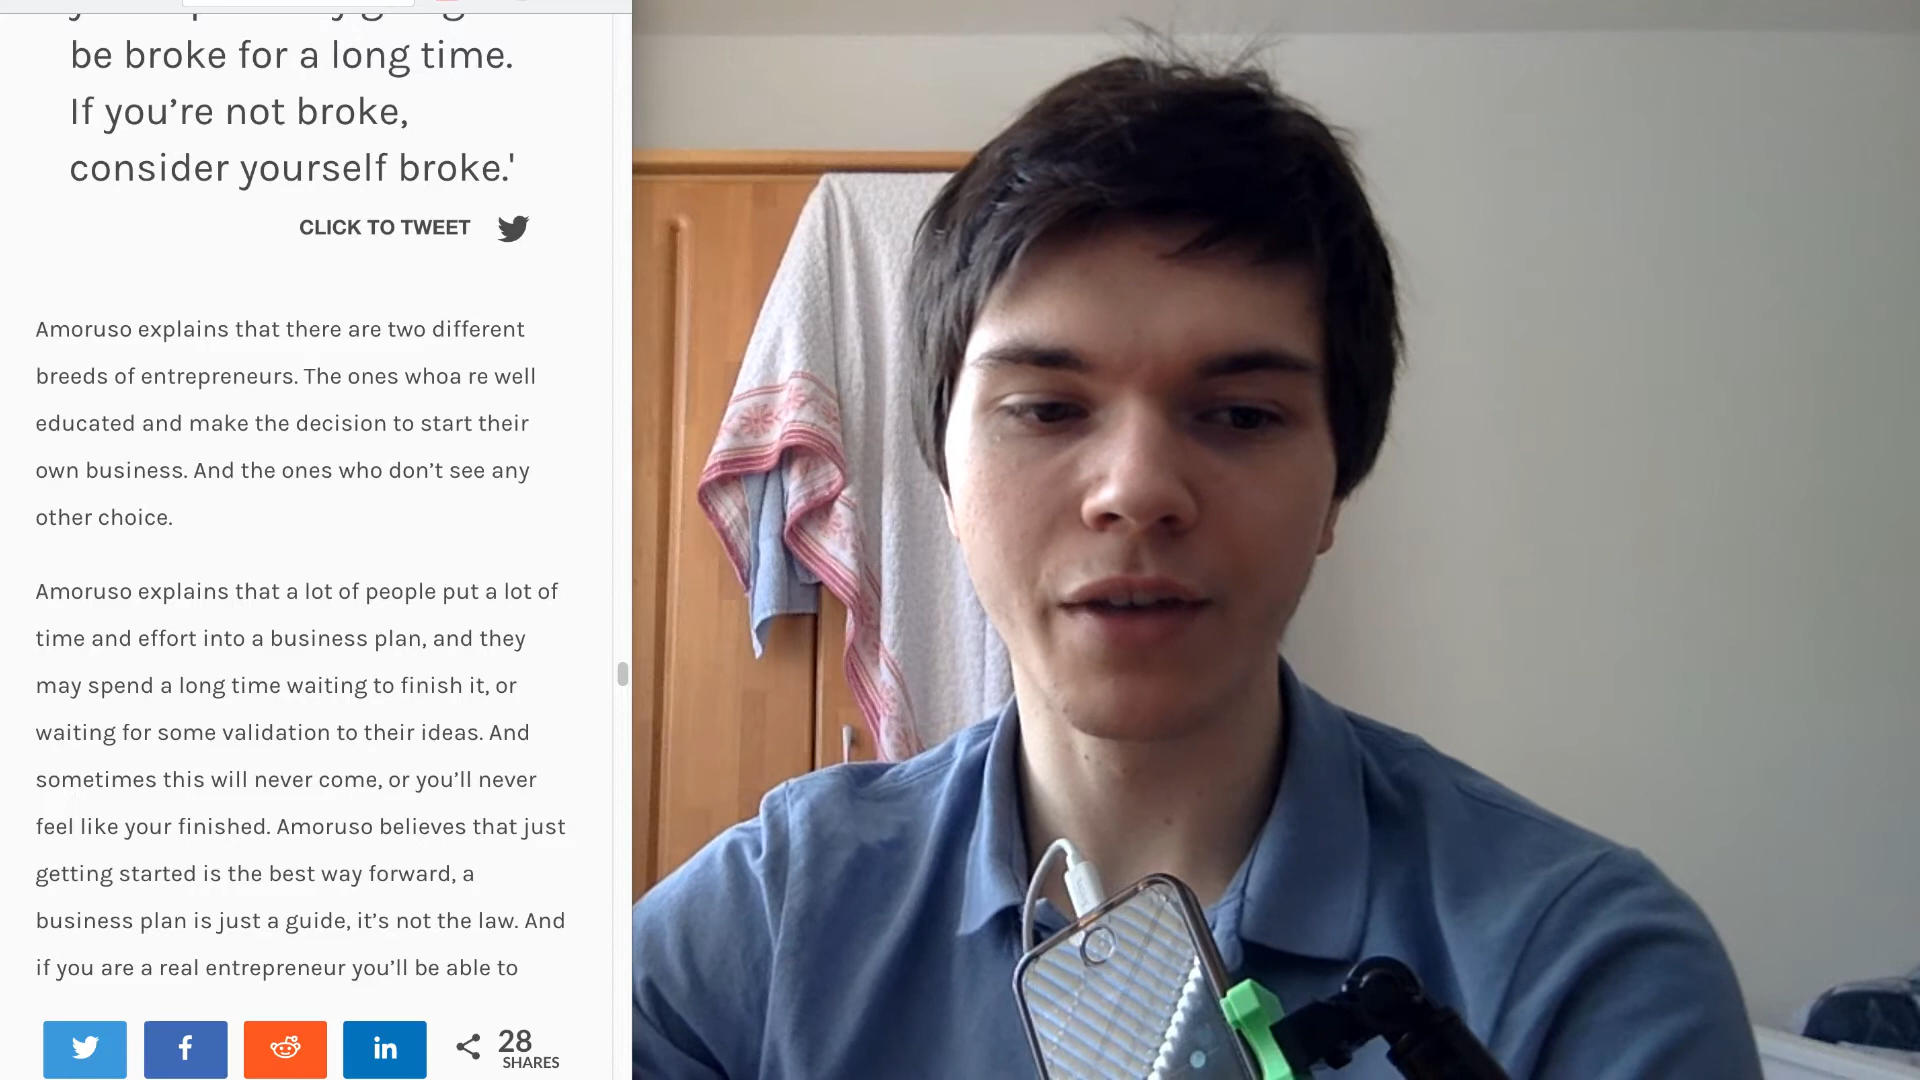 be broke for a long time.
If you’re not broke,
consider yourself broke.'
CLICK TO TWEET
Amoruso explains that there are two different
breeds of entrepreneurs. The ones whoa re well
educated and make the decision to start their
own business. And the ones who don’t see any
other choice.
Amoruso explains that a lot of people put a lot of
time and effort into a business plan, and they
may spend a long time waiting to finish it, or
waiting for some validation to their ideas. And
sometimes this will never come, or you’ll never
feel like your finished. Amoruso believes that just
getting started is the best way forward, a
business plan is just a guide, it’s not the law. And
if you are a real entrepreneur you’ll be able to
28
SHARES